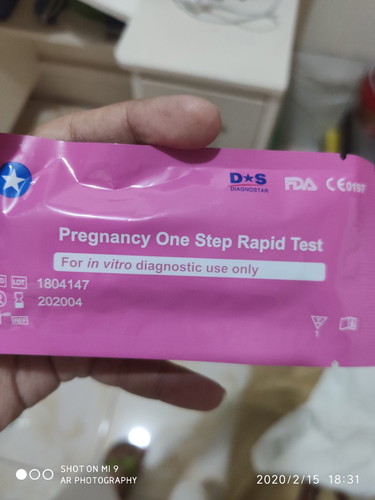 D★S
DIAGNOSTAR
FDA
CE0197
Pregnancy One Step Rapid Test
For in vitro diagnostic use only
LOT 1804147
202004
REF
SHOT ON MI 9
AR PHOTOGRAPHY
2020/2/15 18:31